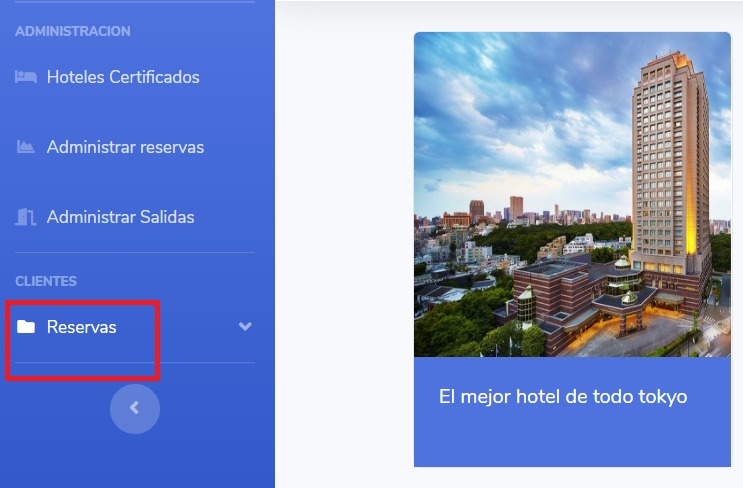 ADMINISTRACION
Hoteles Certificados
Administrar reservas
Administrar Salidas
CLIENTES
Reservas
El mejor hotel de todo tokyo